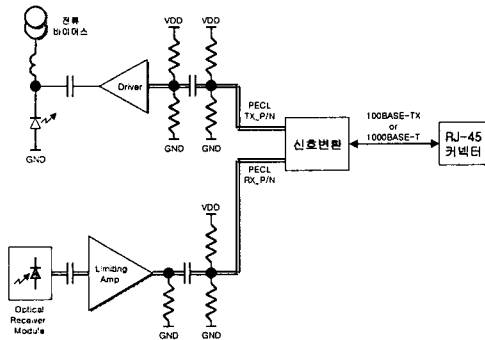 전류
바이어스
VDD
VDD
Driver
GND
GND
GND
PECL
TX_P/N
100BASE-TX
or
1000BASE-T
신호변환
RJ-45
커넥터
PECL
RX_P/N
VDD
Limiting
Amp
GND
GND
Optical
Receiver
Module